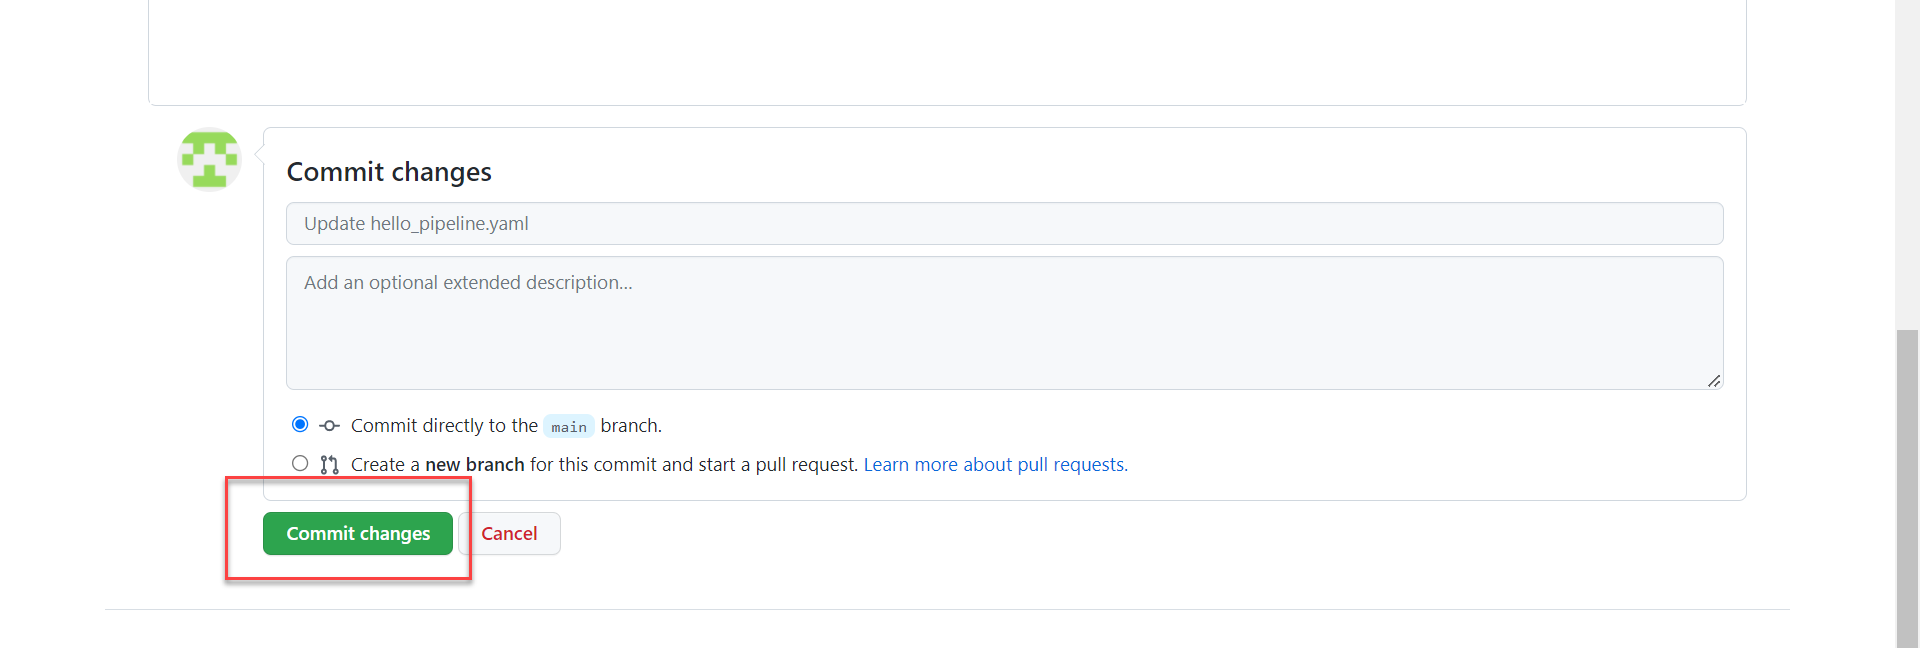 Commit changes
Update hello_pipeline.yaml
Add an optional extended description...
Commit directly to the main branch.
Create a new branch for this commit and start a pull request. Learn more about pull requests.
Commit changes Cancel